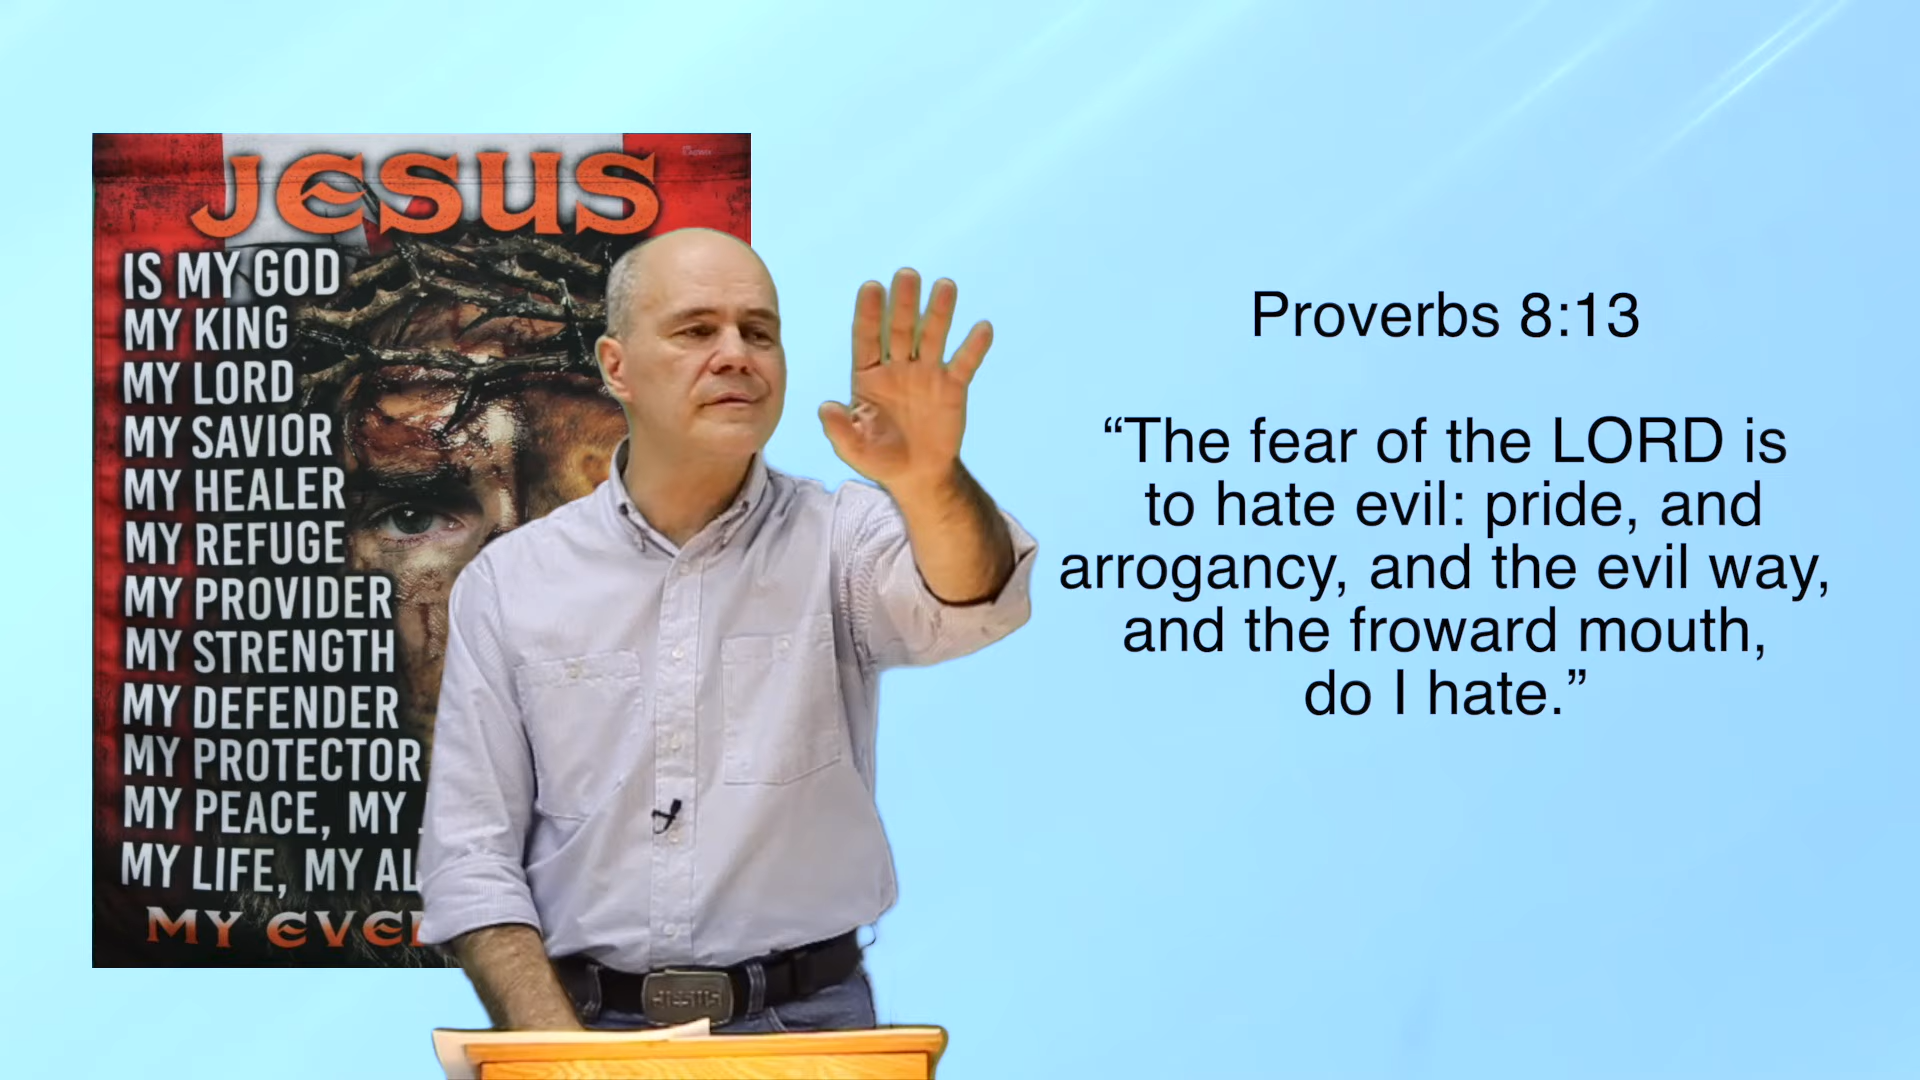 JESUS
IS MY GOD
MY KING
MY LORD
MY SAVIOR
MY HEALER
MY REFUGE
MY PROVIDER
MY STRENGTH
MY DEFENDER
MY PROTECTOR
MY PEACE, MY
MY LIFE, MY
MY
JESUS
Proverbs 8:13
“The fear of the LORD is
to hate evil: pride, and
arrogancy, and the evil way,
and the froward mouth,
do I hate.”